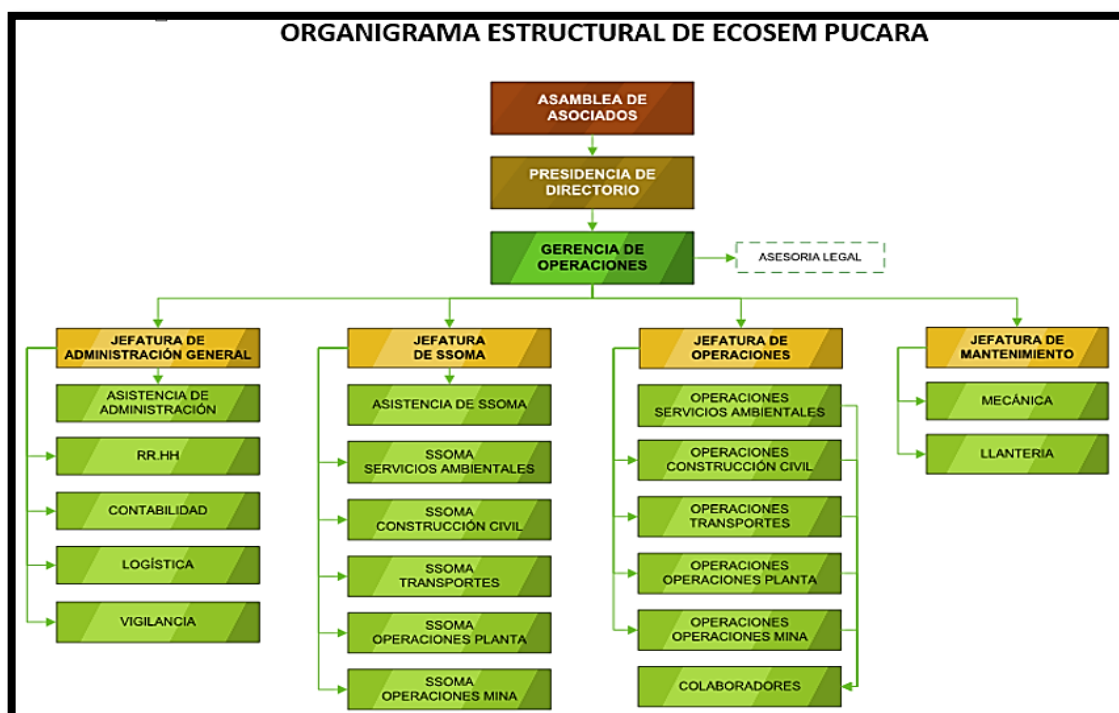 ORGANIGRAMA ESTRUCTURAL DE ECOSEM PUCARA
ASAMBLEA DE
ASOCIADOS
PRESIDENCIA DE
DIRECTORIO
GERENCIA DE
OPERACIONES
ASESORIA LEGAL
JEFATURA DE
ADMINISTRACIÓN GENERAL
ASISTENCIA DE
ADMINISTRACIÓN
RR.HH
CONTABILIDAD
LOGÍSTICA
VIGILANCIA
JEFATURA
DE SSOMA
ASISTENCIA DE SSOMA
SSOMA
SERVICIOS AMBIENTALES
SSOMA
CONSTRUCCIÓN CIVIL
SSOMA
TRANSPORTES
SSOMA
OPERACIONES PLANTA
SSOMA
OPERACIONES MINA
JEFATURA DE
OPERACIONES
OPERACIONES
SERVICIOS AMBIENTALES
OPERACIONES
CONSTRUCCIÓN CIVIL
OPERACIONES
TRANSPORTES
OPERACIONES
OPERACIONES PLANTA
OPERACIONES
OPERACIONES MINA
COLABORADORES
JEFATURA DE
MANTENIMIENTO
MECÁNICA
LLANTERÍA